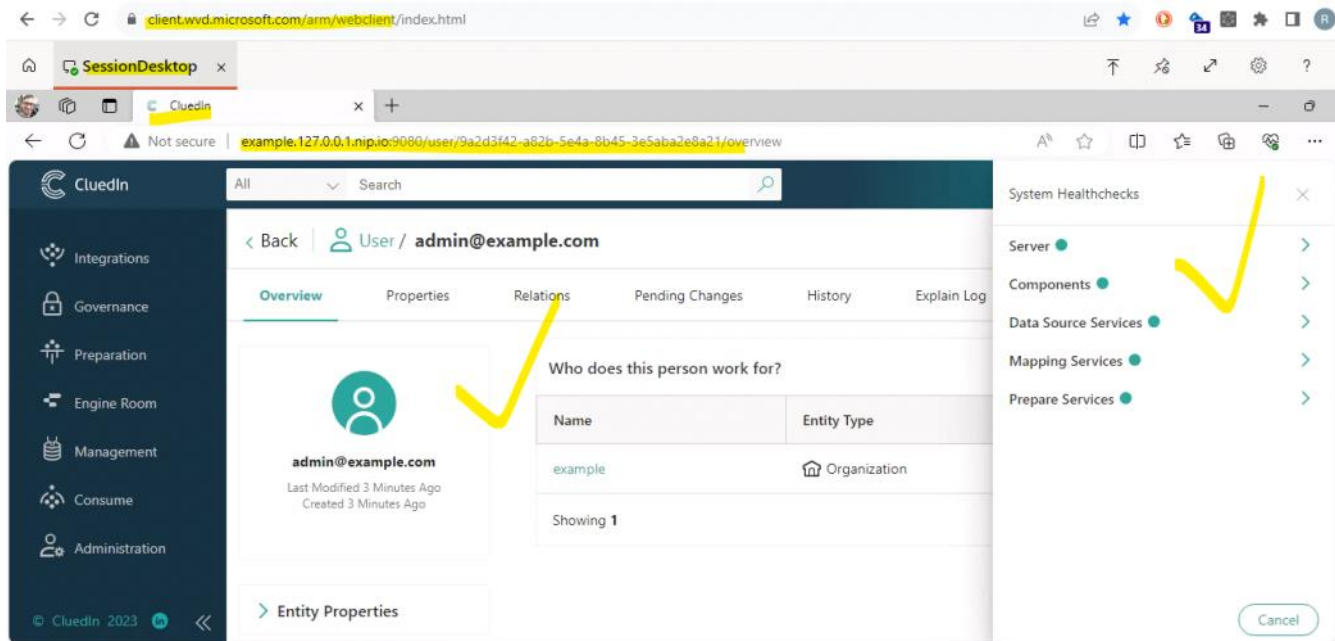 client.wvd.microsoft.com/arm/webclient/index.html
34
R
SessionDesktop
?
CluedIn
Not secure
example.127.0.0.1.nip.io:9080/user/9a2d3f42-a82b-5e4a-8b45-3e5aba2e8a21/overview
CluedIn
All
Search
System Healthchecks
Integrations
Governance
Preparation
Engine Room
Management
Consume
Administration
© CluedIn 2023
Back
User / admin@example.com
Overview
Properties
Relations
Pending Changes
History
Explain Log
admin@example.com
Last Modified 3 Minutes Ago
Created 3 Minutes Ago
Who does this person work for?
Name
Entity Type
example
Organization
Showing 1
Entity Properties
Server
Components
Data Source Services
Mapping Services
Prepare Services
Cancel